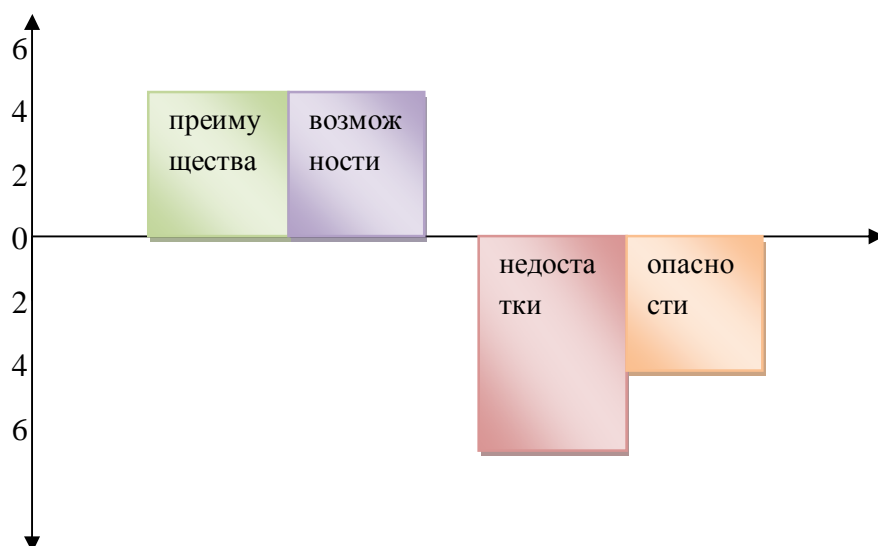 6
4
2
0
2
4
6
преиму
щества
возмож
ности
недоста
тки
опасно
сти